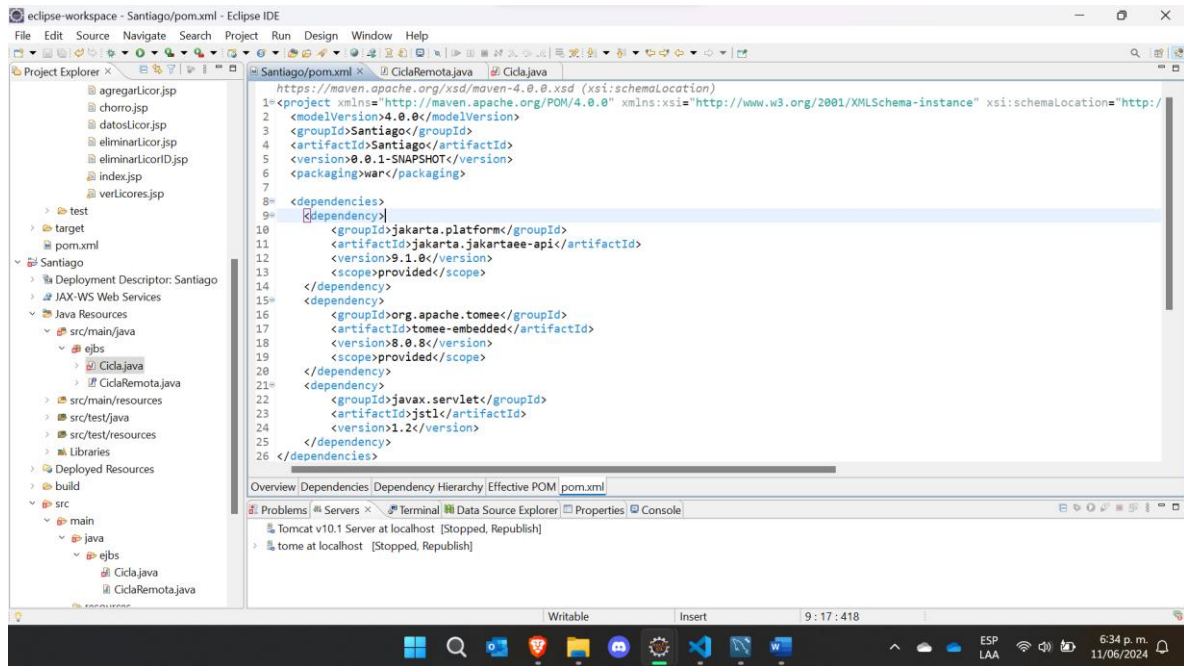 eclipse-workspace - Santiago/pom.xml - Eclipse IDE
File Edit Source Navigate Search Project Run Design Window Help
Project Explorer
agregarLicor.jsp
chorro.jsp
datosLicor.jsp
eliminarLicor.jsp
eliminarLicorID.jsp
index.jsp
verLicores.jsp
test
target
pom.xml
Santiago
Deployment Descriptor: Santiago
JAX-WS Web Services
Java Resources
src/main/java
ejbs
Cicla.java
CiclaRemota.java
src/main/resources
src/test/java
src/test/resources
Libraries
Deployed Resources
build
src
main
java
ejbs
Cicla.java
CiclaRemota.java
resources
Santiago/pom.xml CiclaRemota.java Cicla.java
https://maven.apache.org/xsd/maven-4.0.0.xsd (xsi:schemaLocation)
1 <project xmlns="http://maven.apache.org/POM/4.0.0" xmlns:xsi="http://www.w3.org/2001/XMLSchema-instance" xsi:schemaLocation="http:/
2 <modelVersion>4.0.0</modelVersion>
3 <groupId>Santiago</groupId>
4 <artifactId>Santiago</artifactId>
5 <version>0.0.1-SNAPSHOT</version>
6 <packaging>war</packaging>
7
8 <dependencies>
9 <dependency>
10 <groupId>jakarta.platform</groupId>
11 <artifactId>jakarta.jakartaee-api</artifactId>
12 <version>9.1.0</version>
13 <scope>provided</scope>
14 </dependency>
15 <dependency>
16 <groupId>org.apache.tomee</groupId>
17 <artifactId>tomee-embedded</artifactId>
18 <version>8.0.8</version>
19 <scope>provided</scope>
20 </dependency>
21 <dependency>
22 <groupId>javax.servlet</groupId>
23 <artifactId>jstl</artifactId>
24 <version>1.2</version>
25 </dependency>
26 </dependencies>
Overview Dependencies Dependency Hierarchy Effective POM pom.xml
Problems Servers Terminal Data Source Explorer Properties Console
Tomcat v10.1 Server at localhost [Stopped, Republish]
tome at localhost [Stopped, Republish]
Writable Insert 9 : 17 : 418
ESP
LAA
6:34 p. m.
11/06/2024